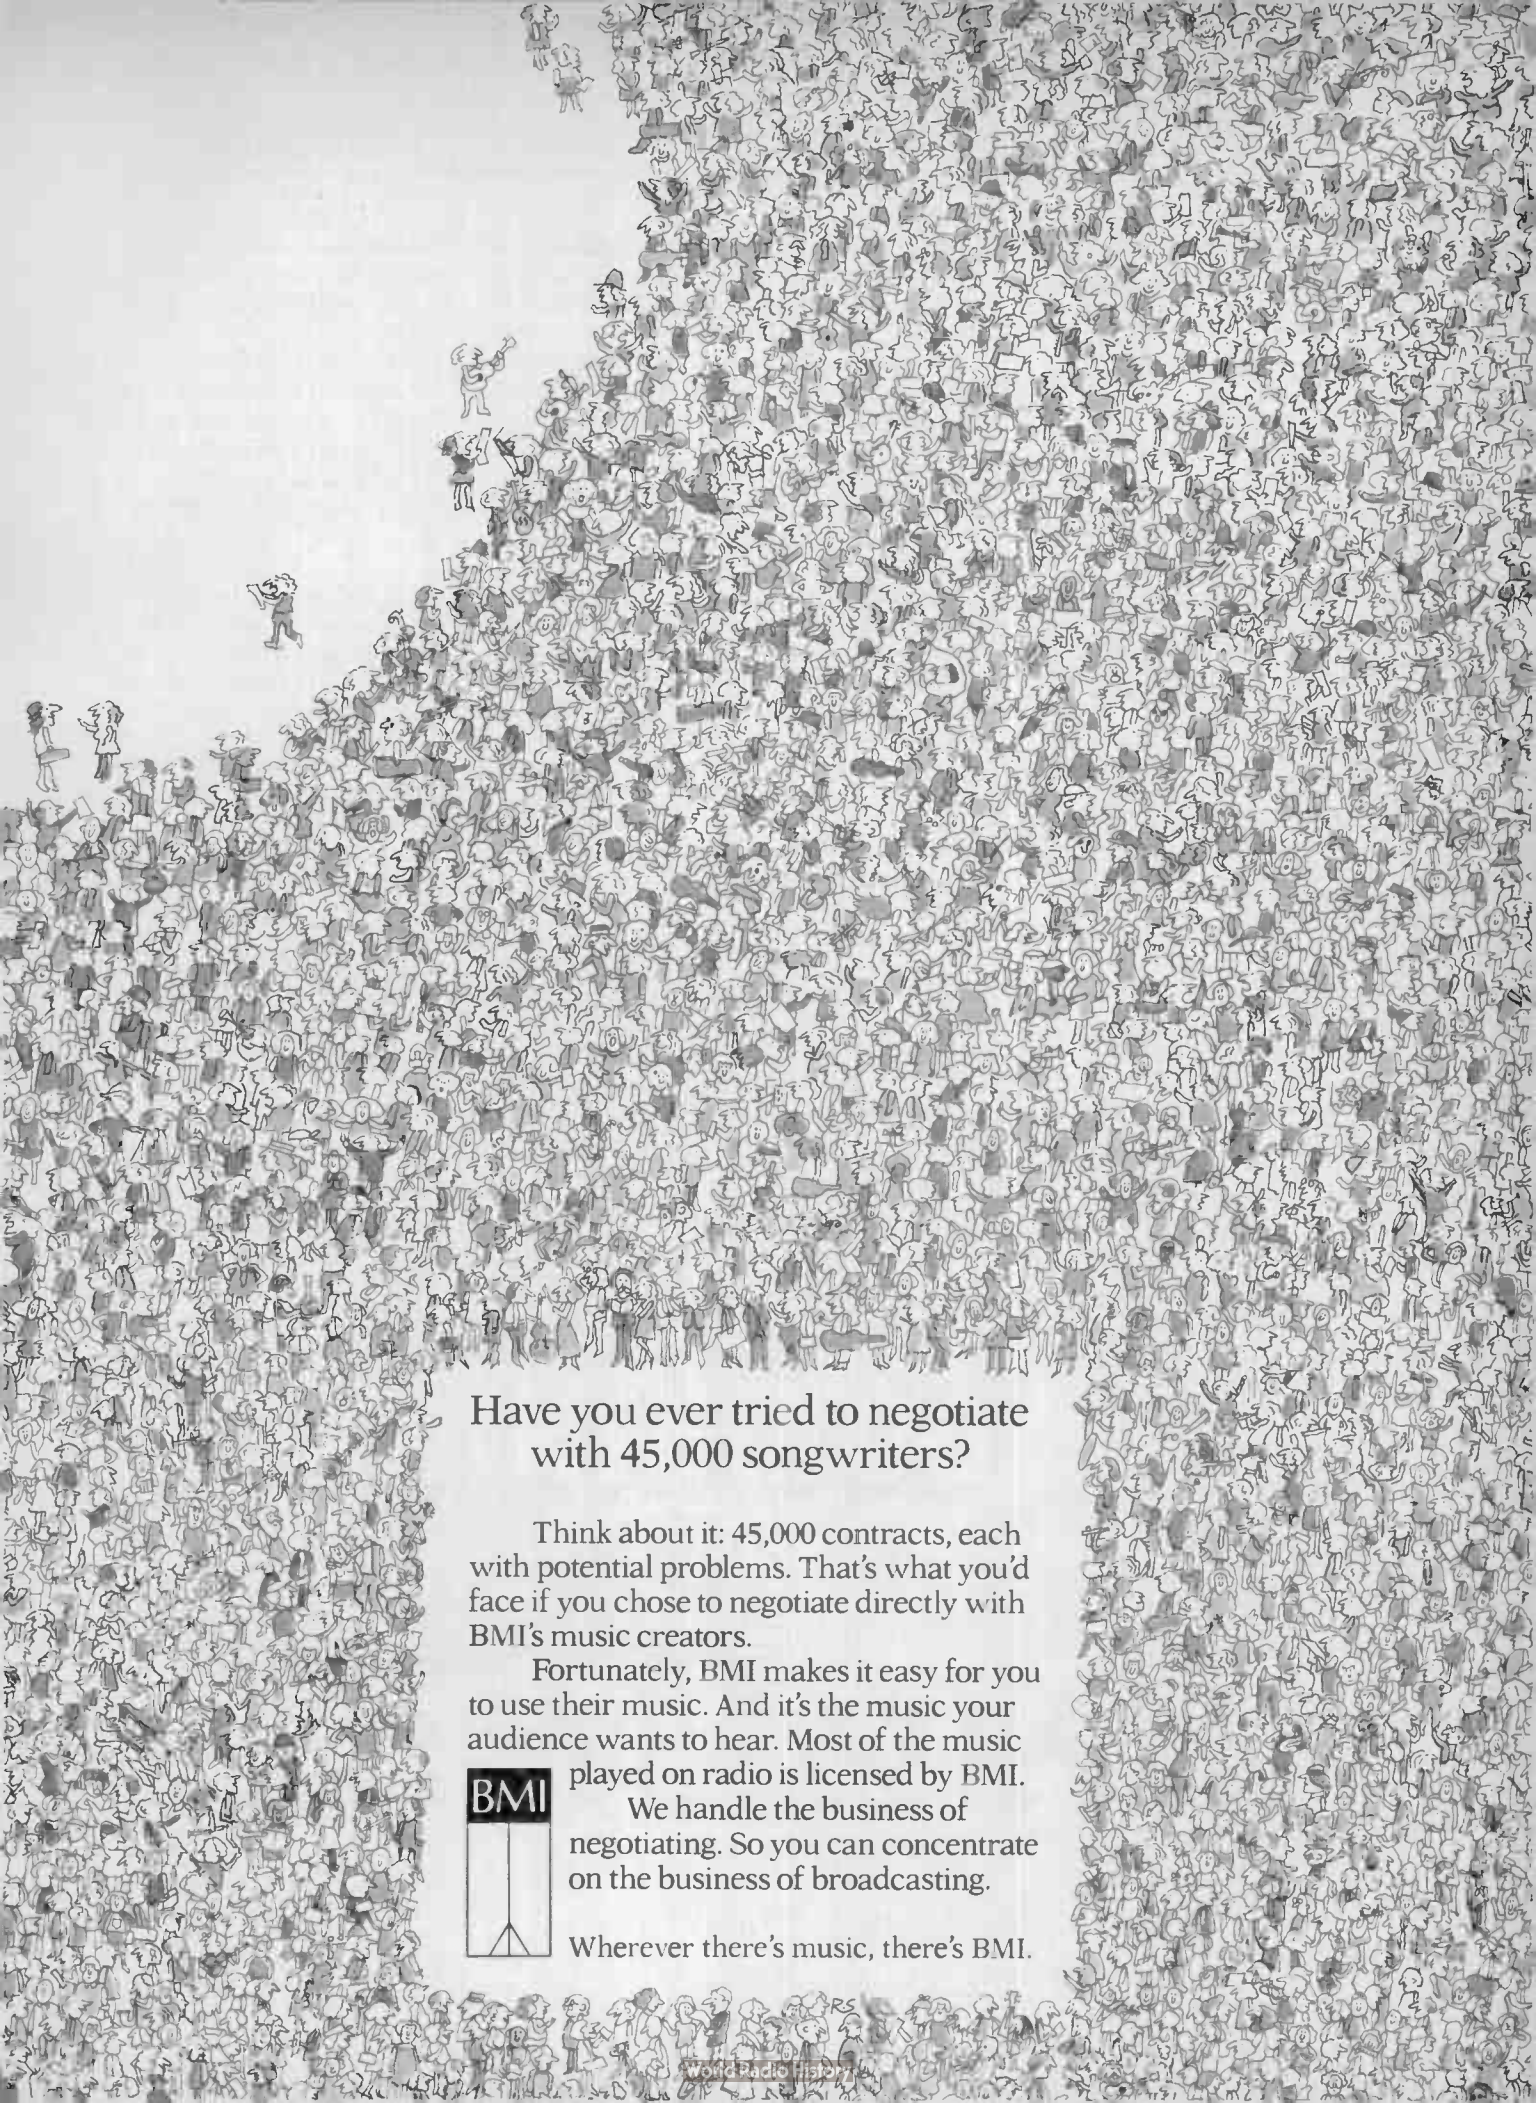 Have you ever tried to negotiate
with 45,000 songwriters?
Think about it: 45,000 contracts, each
with potential problems. That's what you'd
face if you chose to negotiate directly with
BMI's music creators.
Fortunately, BMI makes it easy for you
to use their music. And it's the music your
audience wants to hear. Most of the music
played on radio is licensed by BMI.
We handle the business of
negotiating. So you can concentrate
on the business of broadcasting.
BMI
Wherever there's music, there's BMI.
RS
World Radio History